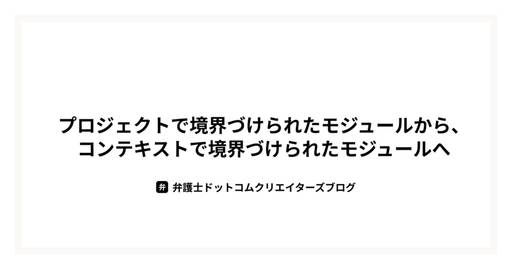 プロジェクトで境界づけられたモジュールから、
コンテキストで境界づけられたモジュールへ
弁 弁護士ドットコムクリエイターズブログ